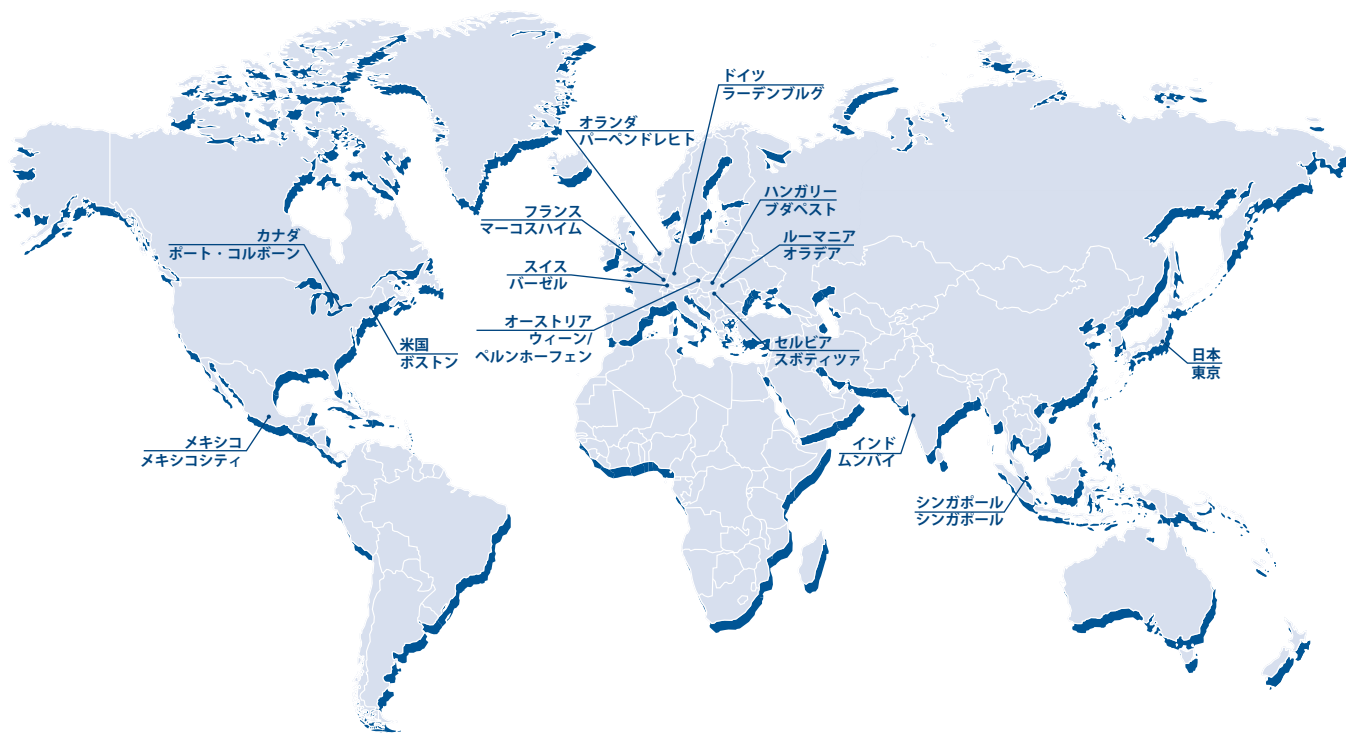 ドイツ
ラーデンブルグ
オランダ
パーペンドレヒト
ハンガリー
ブダペスト
フランス
マーコスハイム
ルーマニア
オラデア
カナダ
ポート・コルボーン
スイス
バーゼル
オーストリア
ウィーン/
ペルンホーフェン
米国
ボストン
セルビア
スボティツァ
日本
東京
メキシコ
メキシコシティ
インド
ムンバイ
シンガポール
シンガポール